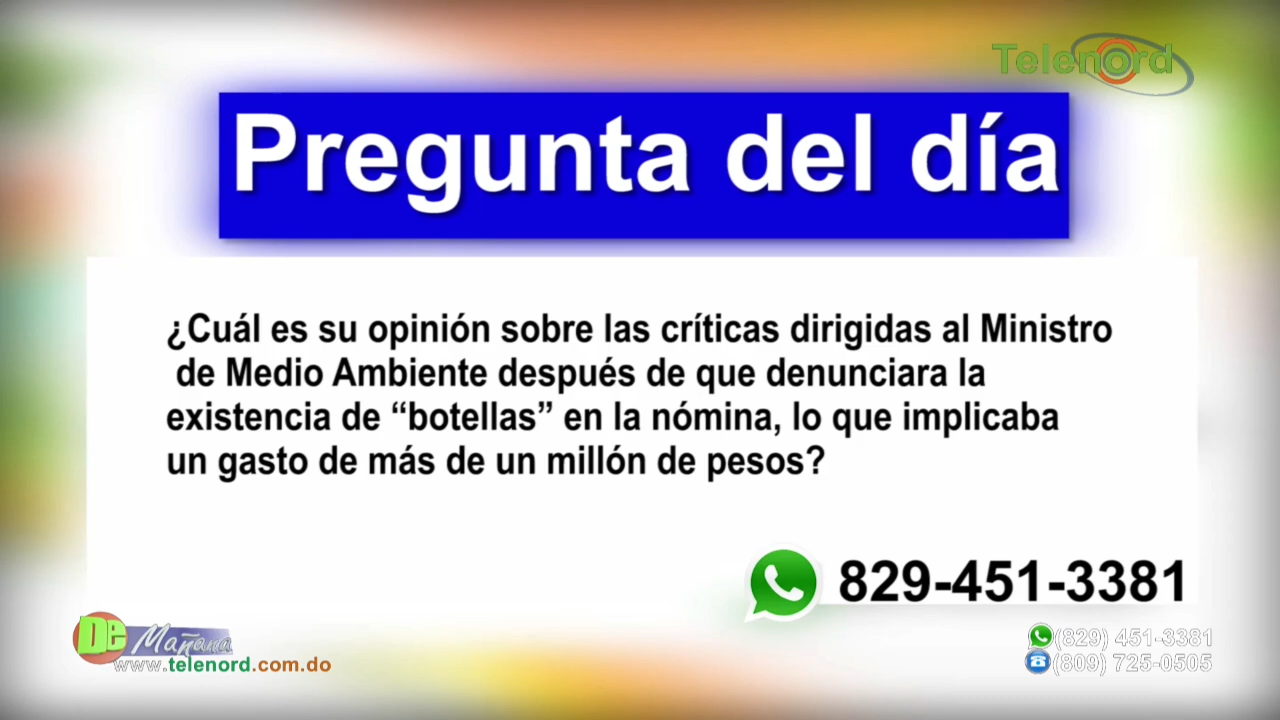 Telenord
Pregunta del día
¿Cuál es su opinión sobre las críticas dirigidas al Ministro
de Medio Ambiente después de que denunciara la
existencia de “botellas” en la nómina, lo que implicaba
un gasto de más de un millón de pesos?
829-451-3381
De Mañana
www.telenord.com.do
(829) 451-3381
(809) 725-0505